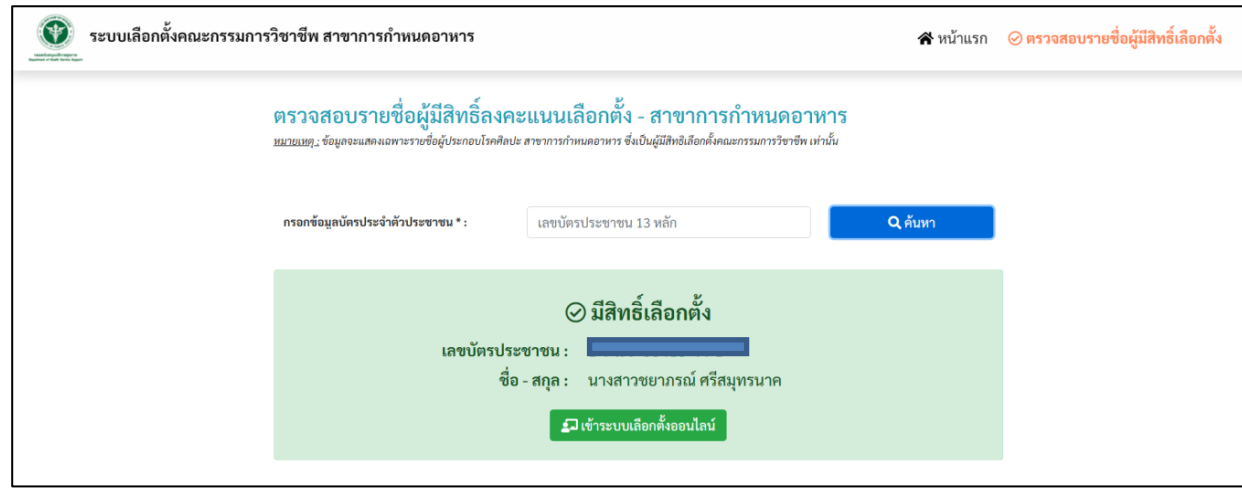 ระบบเลือกตั้งคณะกรรมการวิชาชีพ สาขาการกำหนดอาหาร
หน้าแรก
ตรวจสอบรายชื่อผู้มีสิทธิ์เลือกตั้ง
ตรวจสอบรายชื่อผู้มีสิทธิ์ลงคะแนนเลือกตั้ง - สาขาการกำหนดอาหาร
หมายเหตุ : ข้อมูลจะแสดงเฉพาะรายชื่อผู้ประกอบโรคศิลปะ สาขาการกำหนดอาหาร ซึ่งเป็นผู้มีสิทธิเลือกตั้งคณะกรรมการวิชาชีพ เท่านั้น
กรอกข้อมูลบัตรประจำตัวประชาชน * :
เลขบัตรประชาชน 13 หลัก
ค้นหา
มีสิทธิ์เลือกตั้ง
เลขบัตรประชาชน :
ชื่อ - สกุล : นางสาวชยาภรณ์ ศรีสมุทรนาค
เข้าระบบเลือกตั้งออนไลน์